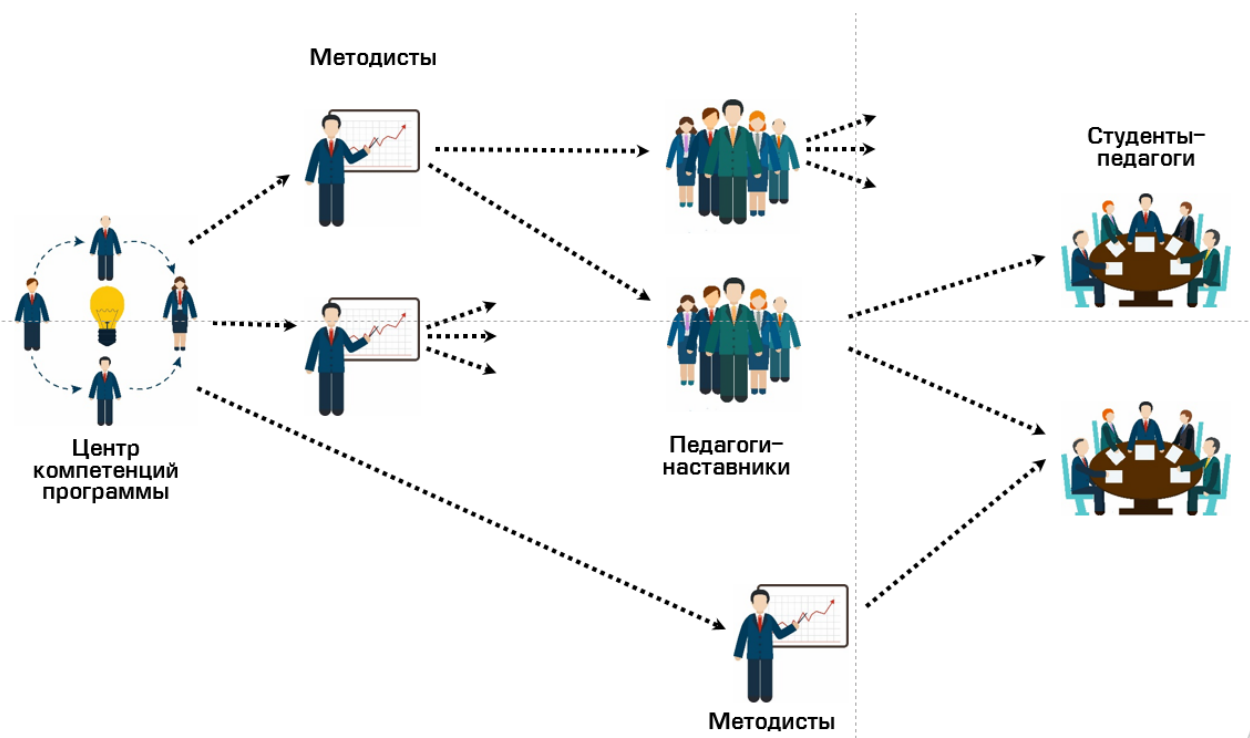 Методисты
Студенты–
педагоги
Центр
компетенций
программы
Педагоги–
наставники
Методисты